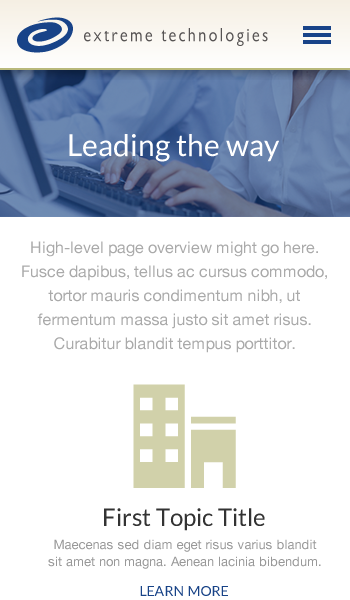 extreme technologies
Leading the way
High-level page overview might go here.
Fusce dapibus, tellus ac cursus commodo,
tortor mauris condimentum nibh, ut
fermentum massa justo sit amet risus.
Curabitur blandit tempus porttitor.
First Topic Title
Maecenas sed diam eget risus varius blandit
sit amet non magna. Aenean lacinia bibendum.
LEARN MORE